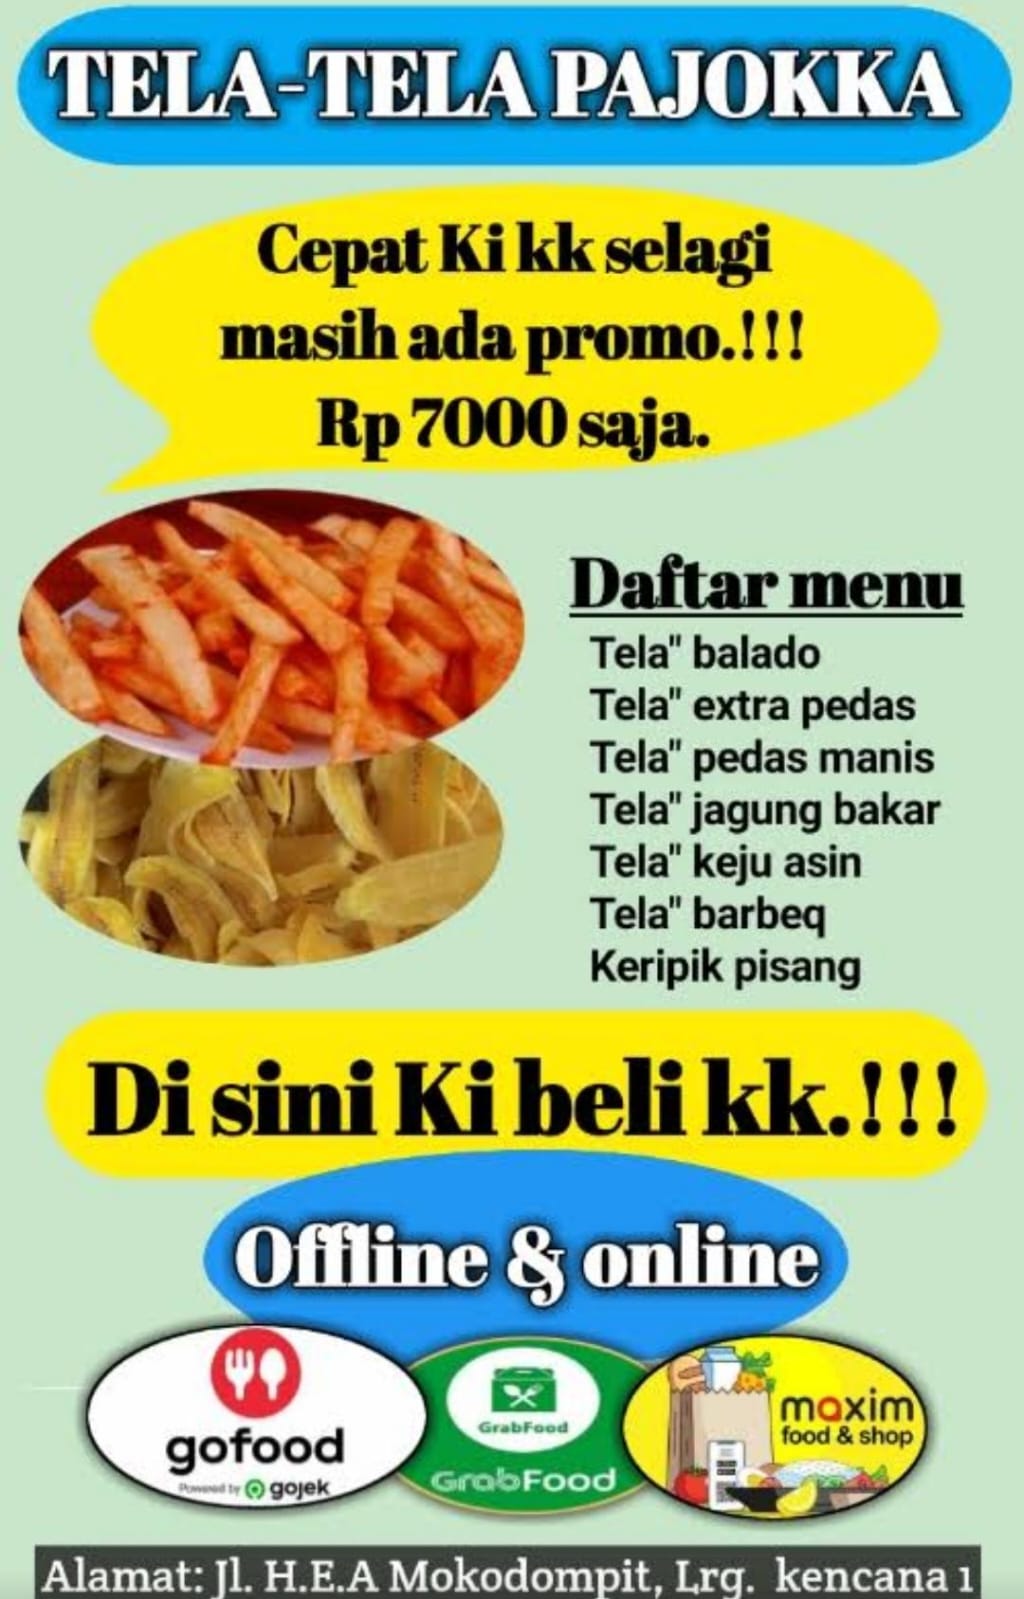 TELA-TELA PAJOKKA
Cepat Ki kk selagi
masih ada promo.!!!
Rp 7000 saja.
Daftar menu
Tela" balado
Tela" extra pedas
Tela" pedas manis
Tela" jagung bakar
Tela" keju asin
Tela" barbeq
Keripik pisang
Di sini Ki beli kk.!!!
Offline & online
gofood
Powered by gojek
GrabFood
GrabFood
maxim
food & shop
Alamat: Jl. H.E.A Mokodompit, Lrg. kencana 1